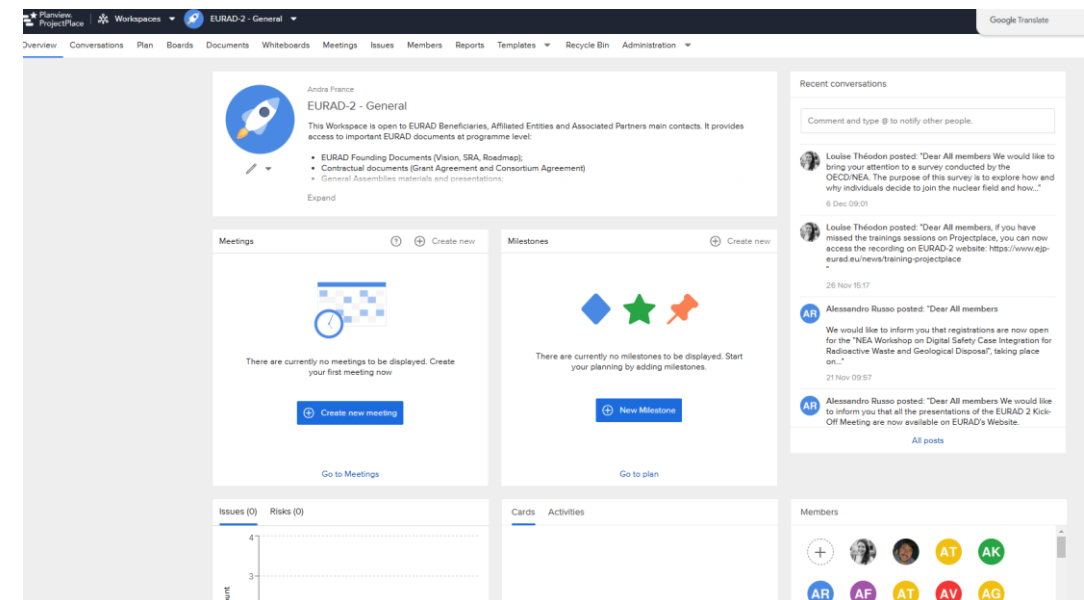 Planview.
ProjectPlace
Workspaces
EURAD-2 - General
Google Translate
Overview Conversations Plan Boards Documents Whiteboards Meetings Issues Members Reports Templates Recycle Bin Administration
Andra France
EURAD-2 - General
This Workspace is open to EURAD Beneficiaries, Affiliated Entities and Associated Partners main contacts. It provides
access to important EURAD documents at programme level:
• EURAD Founding Documents (Vision, SRA, Roadmap);
• Contractual documents (Grant Agreement and Consortium Agreement)
• General Assemblies materials and presentations;
Expand
Meetings
? Create new
There are currently no meetings to be displayed. Create
your first meeting now
Create new meeting
Go to Meetings
Milestones
Create new
There are currently no milestones to be displayed. Start
your planning by adding milestones.
New Milestone
Go to plan
Recent conversations
Comment and type @ to notify other people.
Louise Théodon posted: "Dear All members We would like to
bring your attention to a survey conducted by the
OECD/NEA. The purpose of this survey is to explore how and
why individuals decide to join the nuclear field and how..."
6 Dec 09:01
Louise Théodon posted: "Dear All members, if you have
missed the trainings sessions on Projectplace, you can now
access the recording on EURAD-2 website: https://www.ejp-
eurad.eu/news/training-projectplace
"
26 Nov 15:17
AR
Alessandro Russo posted: "Dear All members
We would like to inform you that registrations are now open
for the "NEA Workshop on Digital Safety Case Integration for
Radioactive Waste and Geological Disposal", taking place
on..."
21 Nov 09:57
AR
Alessandro Russo posted: "Dear All members We would like
to inform you that all the presentations of the EURAD 2 Kick-
Off Meeting are now available on EURAD's Website.
All posts
Issues (0) Risks (0)
4
3
Cards Activities
Members
+ AT AK
AR AF AT AV AG